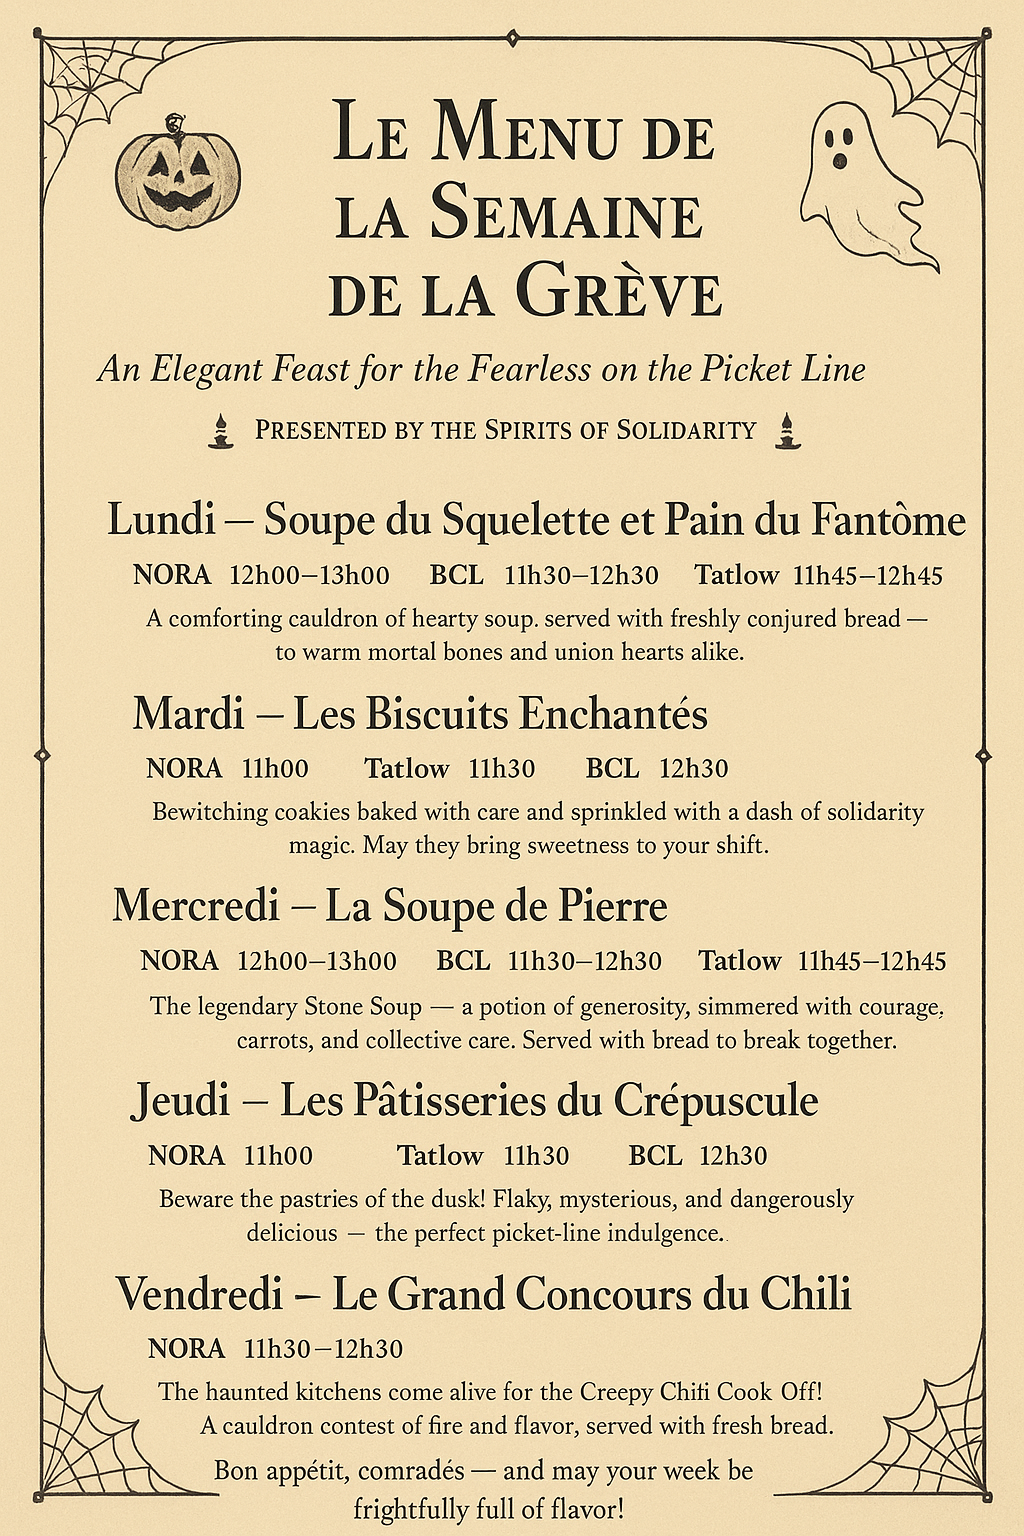 Le Menu de
la Semaine
de la Grève
An Elegant Feast for the Fearless on the Picket Line
Presented by the Spirits of Solidarity
Lundi – Soupe du Squelette et Pain du Fantôme
NORA 12h00–13h00 BCL 11h30–12h30 Tatlow 11h45–12h45
A comforting cauldron of hearty soup. served with freshly conjured bread —
to warm mortal bones and union hearts alike.
Mardi – Les Biscuits Enchantés
NORA 11h00 Tatlow 11h30 BCL 12h30
Bewitching coakies baked with care and sprinkled with a dash of solidarity
magic. May they bring sweetness to your shift.
Mercredi – La Soupe de Pierre
NORA 12h00–13h00 BCL 11h30–12h30 Tatlow 11h45–12h45
The legendary Stone Soup — a potion of generosity, simmered with courage,
carrots, and collective care. Served with bread to break together.
Jeudi – Les Pâtisseries du Crépuscule
NORA 11h00 Tatlow 11h30 BCL 12h30
Beware the pastries of the dusk! Flaky, mysterious, and dangerously
delicious — the perfect picket-line indulgence.
Vendredi – Le Grand Concours du Chili
NORA 11h30–12h30
The haunted kitchens come alive for the Creepy Chiti Cook Off!
A cauldron contest of fire and flavor, served with fresh bread.
Bon appétit, comradés — and may your week be
frightfully full of flavor!